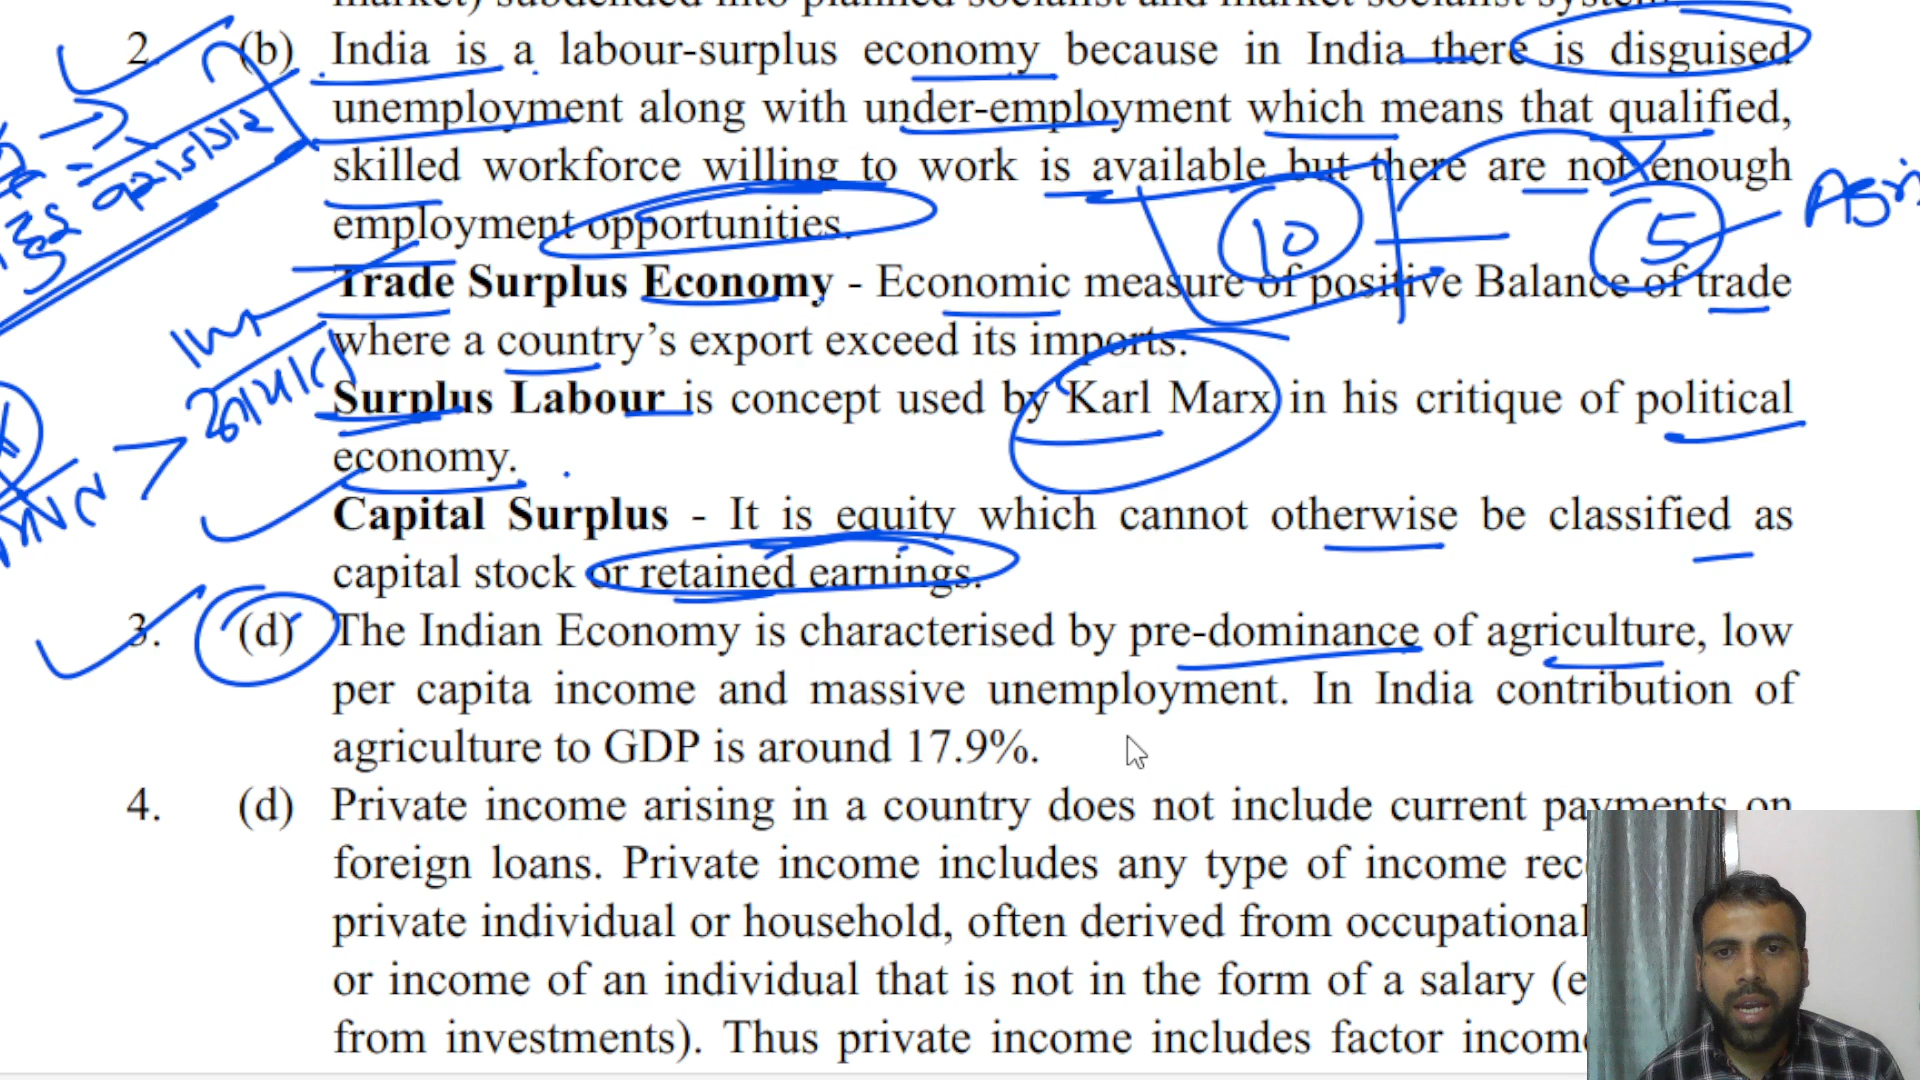 2. (b) India is a labour-surplus economy because in India there is disguised
unemployment along with under-employment which means that qualified,
skilled workforce willing to work is available but there are not enough
employment opportunities.
10
5
Trade Surplus Economy - Economic measure of positive Balance of trade
where a country’s export exceed its imports.
Surplus Labour is concept used by Karl Marx in his critique of political
economy.
Capital Surplus - It is equity which cannot otherwise be classified as
capital stock or retained earnings.
3. (d) The Indian Economy is characterised by pre-dominance of agriculture, low
per capita income and massive unemployment. In India contribution of
agriculture to GDP is around 17.9%.
4. (d) Private income arising in a country does not include current payments on
foreign loans. Private income includes any type of income
private individual or household, often derived from occupational
or income of an individual that is not in the form of a salary
from investments). Thus private income includes factor